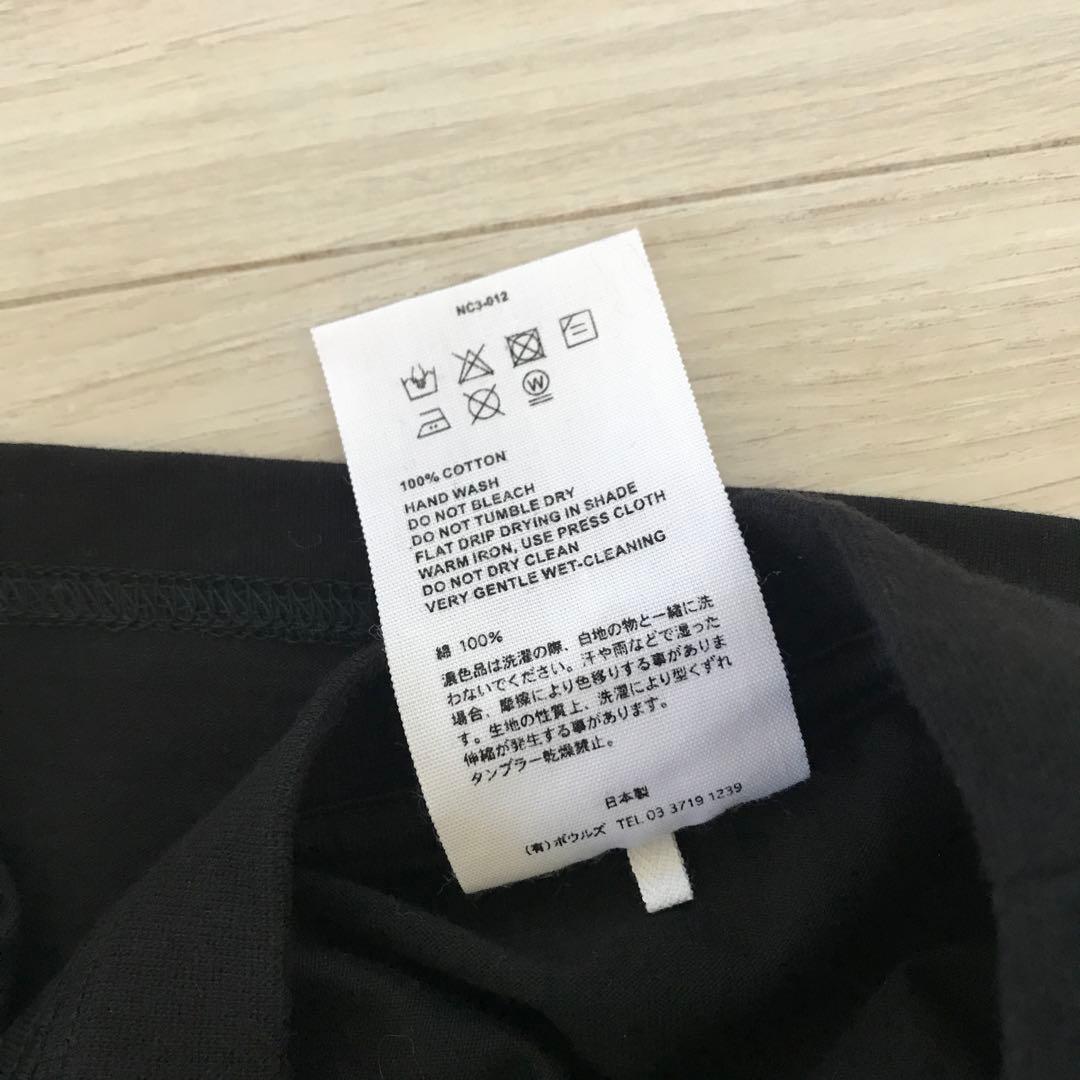 NC3-012
W
100% COTTON
HAND WASH
DO NOT BLEACH
DO NOT TUMBLE DRY
FLAT DRIP DRYING IN SHADE
WARM IRON, USE PRESS CLOTH
DO NOT DRY CLEAN
VERY GENTLE WET-CLEANING
綿 100%
濃色品は洗濯の際、白地の物と一緒に洗
わないでください。汗や雨などで湿った
場合、摩擦により色移りする事がありま
す。生地の性質上、洗濯により型くずれ
伸縮が発生する事があります。
タンブラー乾燥禁止。
日本製
(有)ボウルズ TEL 03 3719 1239